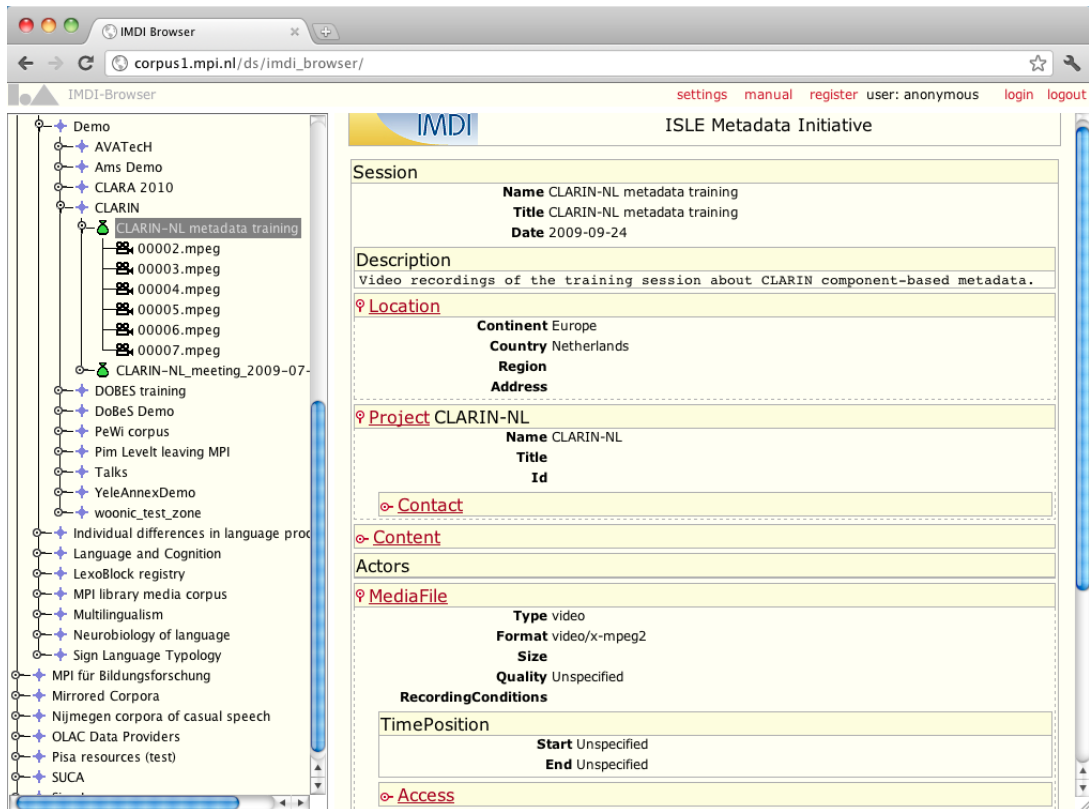 IMDI Browser
corpus1.mpi.nl/ds/imdi_browser/
IMDI-Browser settings manual register user: anonymous login logout
Demo
AVATecH
Ams Demo
CLARA 2010
CLARIN
CLARIN-NL metadata training
00002.mpeg
00003.mpeg
00004.mpeg
00005.mpeg
00006.mpeg
00007.mpeg
CLARIN-NL_meeting_2009-07-
DOBES training
DoBeS Demo
PeWi corpus
Pim Levelt leaving MPI
Talks
YeleAnnexDemo
woonic_test_zone
Individual differences in language proc
Language and Cognition
LexoBlock registry
MPI library media corpus
Multilingualism
Neurobiology of language
Sign Language Typology
MPI für Bildungsforschung
Mirrored Corpora
Nijmegen corpora of casual speech
OLAC Data Providers
Pisa resources (test)
SUCA
IMDI ISLE Metadata Initiative
Session
Name CLARIN-NL metadata training
Title CLARIN-NL metadata training
Date 2009-09-24
Description
Video recordings of the training session about CLARIN component-based metadata.
Location
Continent Europe
Country Netherlands
Region
Address
Project CLARIN-NL
Name CLARIN-NL
Title
Id
Contact
Content
Actors
MediaFile
Type video
Format video/x-mpeg2
Size
Quality Unspecified
RecordingConditions
TimePosition
Start Unspecified
End Unspecified
Access